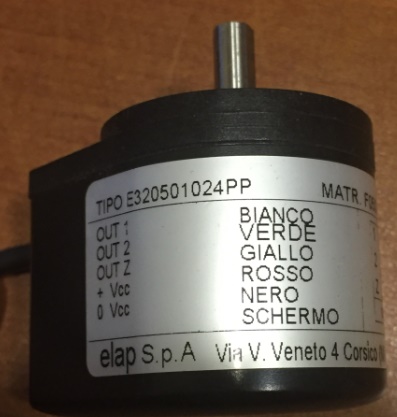 TIPO E320501024PP MATR.
OUT 1 BIANCO
OUT 2 VERDE
OUT Z GIALLO
+ Vcc ROSSO
0 Vcc NERO
SCHERMO
elap S.p.A Via V. Veneto 4 Corsico